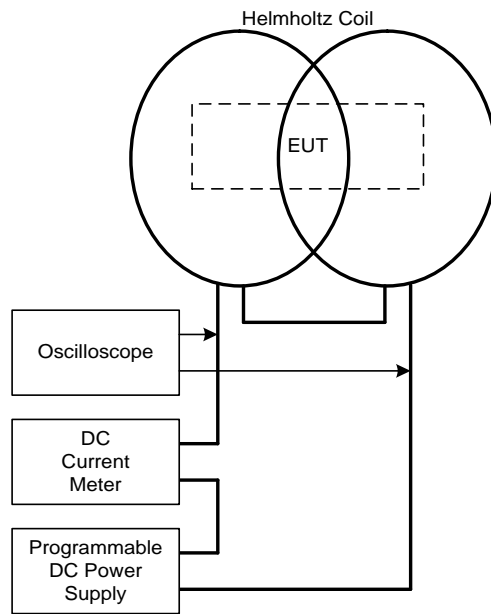 Helmholtz Coil
EUT
Oscilloscope
DC
Current
Meter
Programmable
DC Power
Supply